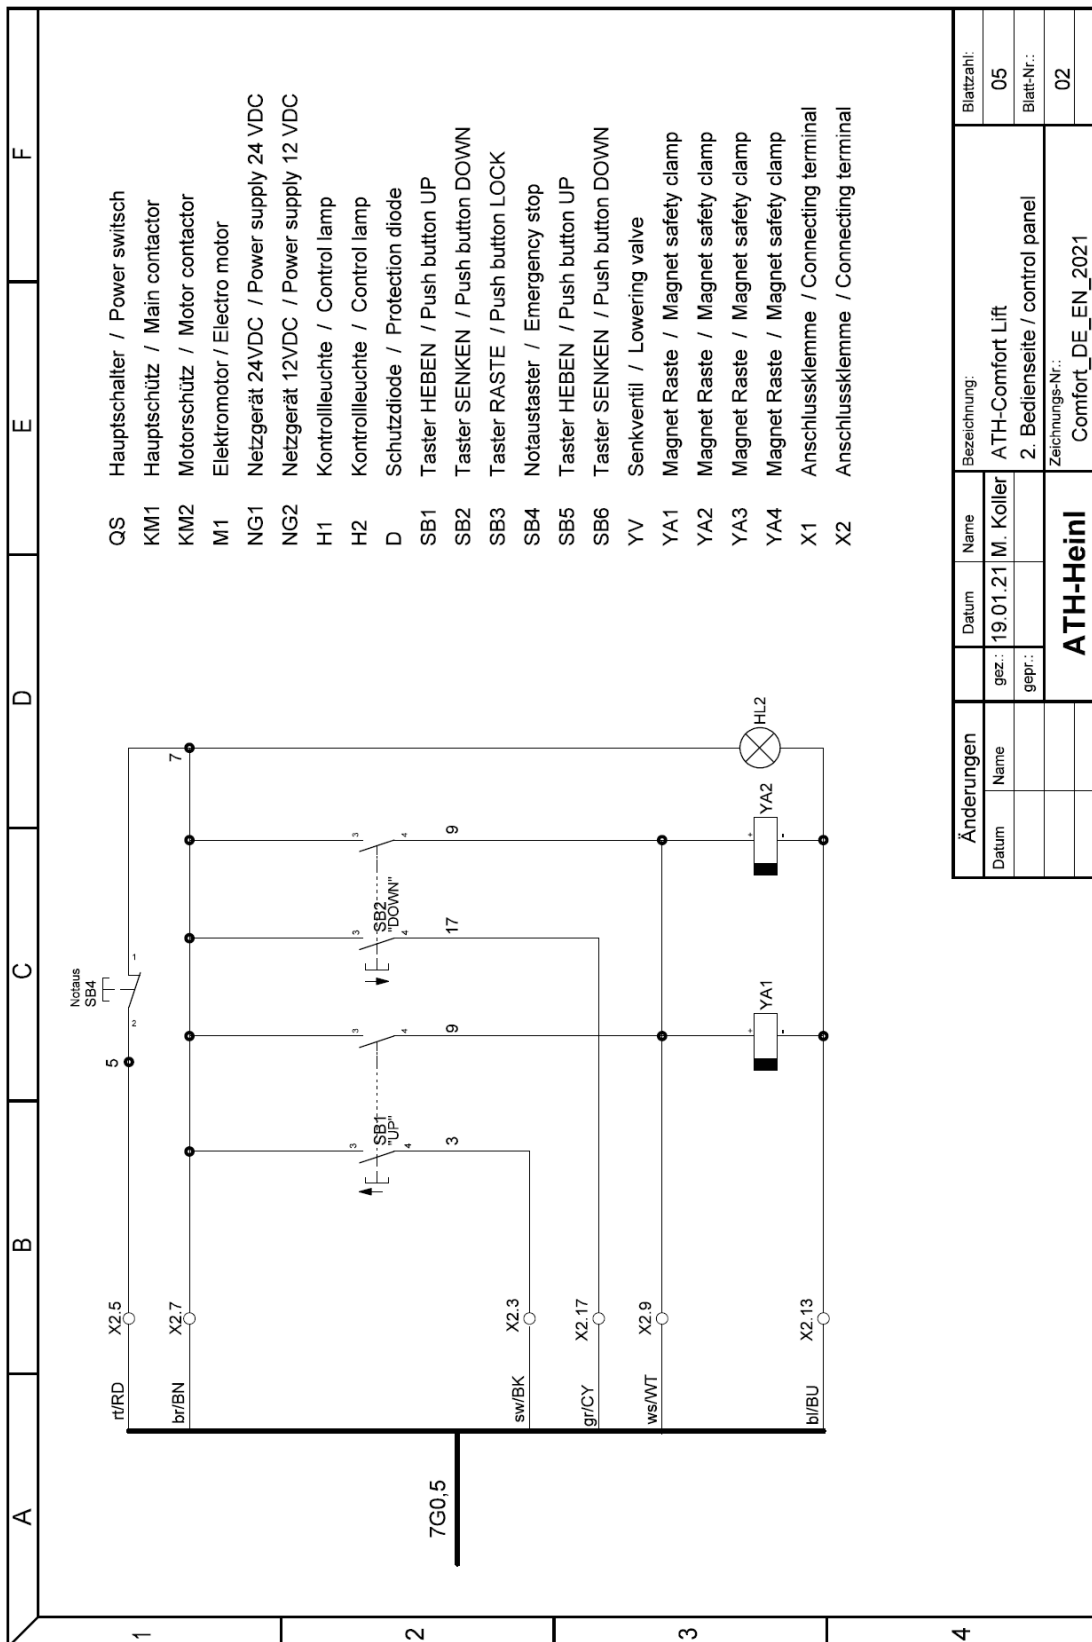 A
B
C
D
E
F
1
2
3
4
7G0,5
rt/RD
X2.5
5
Notaus
SB4
2
1
br/BN
X2.7
7
3
4
SB1
"UP"
3
3
4
9
3
4
SB2
"DOWN"
17
3
4
9
sw/BK
X2.3
gr/CY
X2.17
ws/WT
X2.9
bl/BU
X2.13
+
-
YA1
+
-
YA2
HL2
QS Hauptschalter / Power switsch
KM1 Hauptschütz / Main contactor
KM2 Motorschütz / Motor contactor
M1 Elektromotor / Electro motor
NG1 Netzgerät 24VDC / Power supply 24 VDC
NG2 Netzgerät 12VDC / Power supply 12 VDC
H1 Kontrollleuchte / Control lamp
H2 Kontrollleuchte / Control lamp
D Schutzdiode / Protection diode
SB1 Taster HEBEN / Push button UP
SB2 Taster SENKEN / Push button DOWN
SB3 Taster RASTE / Push button LOCK
SB4 Notaustaster / Emergency stop
SB5 Taster HEBEN / Push button UP
SB6 Taster SENKEN / Push button DOWN
YV Senkventil / Lowering valve
YA1 Magnet Raste / Magnet safety clamp
YA2 Magnet Raste / Magnet safety clamp
YA3 Magnet Raste / Magnet safety clamp
YA4 Magnet Raste / Magnet safety clamp
X1 Anschlussklemme / Connecting terminal
X2 Anschlussklemme / Connecting terminal
Änderungen
Datum Name
Datum Name
gez.: 19.01.21 M. Koller
gepr.:
ATH-Heinl
Bezeichnung:
ATH-Comfort Lift
2. Bedienseite / control panel
Zeichnungs-Nr.:
Comfort_DE_EN_2021
Blattzahl:
05
Blatt-Nr.:
02